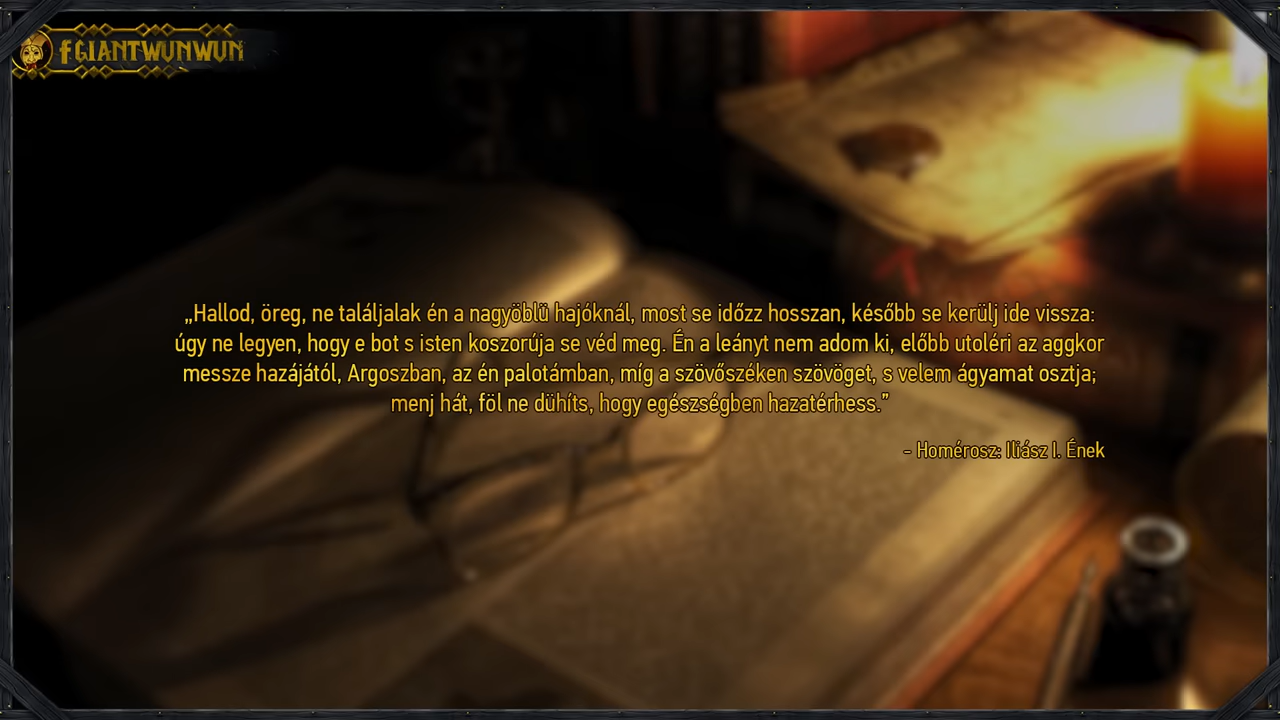 FGIANTWUNWUN
„Hallod, öreg, ne találjalak én a nagyöblü hajóknál, most se időzz hosszan, később se kerülj ide vissza:
úgy ne legyen, hogy e bot s isten koszorúja se véd meg. Én a leányt nem adom ki, előbb utoléri az aggkor
messze hazájától, Argoszban, az én palotámban, míg a szövőszéken szövöget, s velem ágyamat osztja;
menj hát, föl ne dühíts, hogy egészségben hazatérhess.”
- Homérosz: Iliász I. Ének